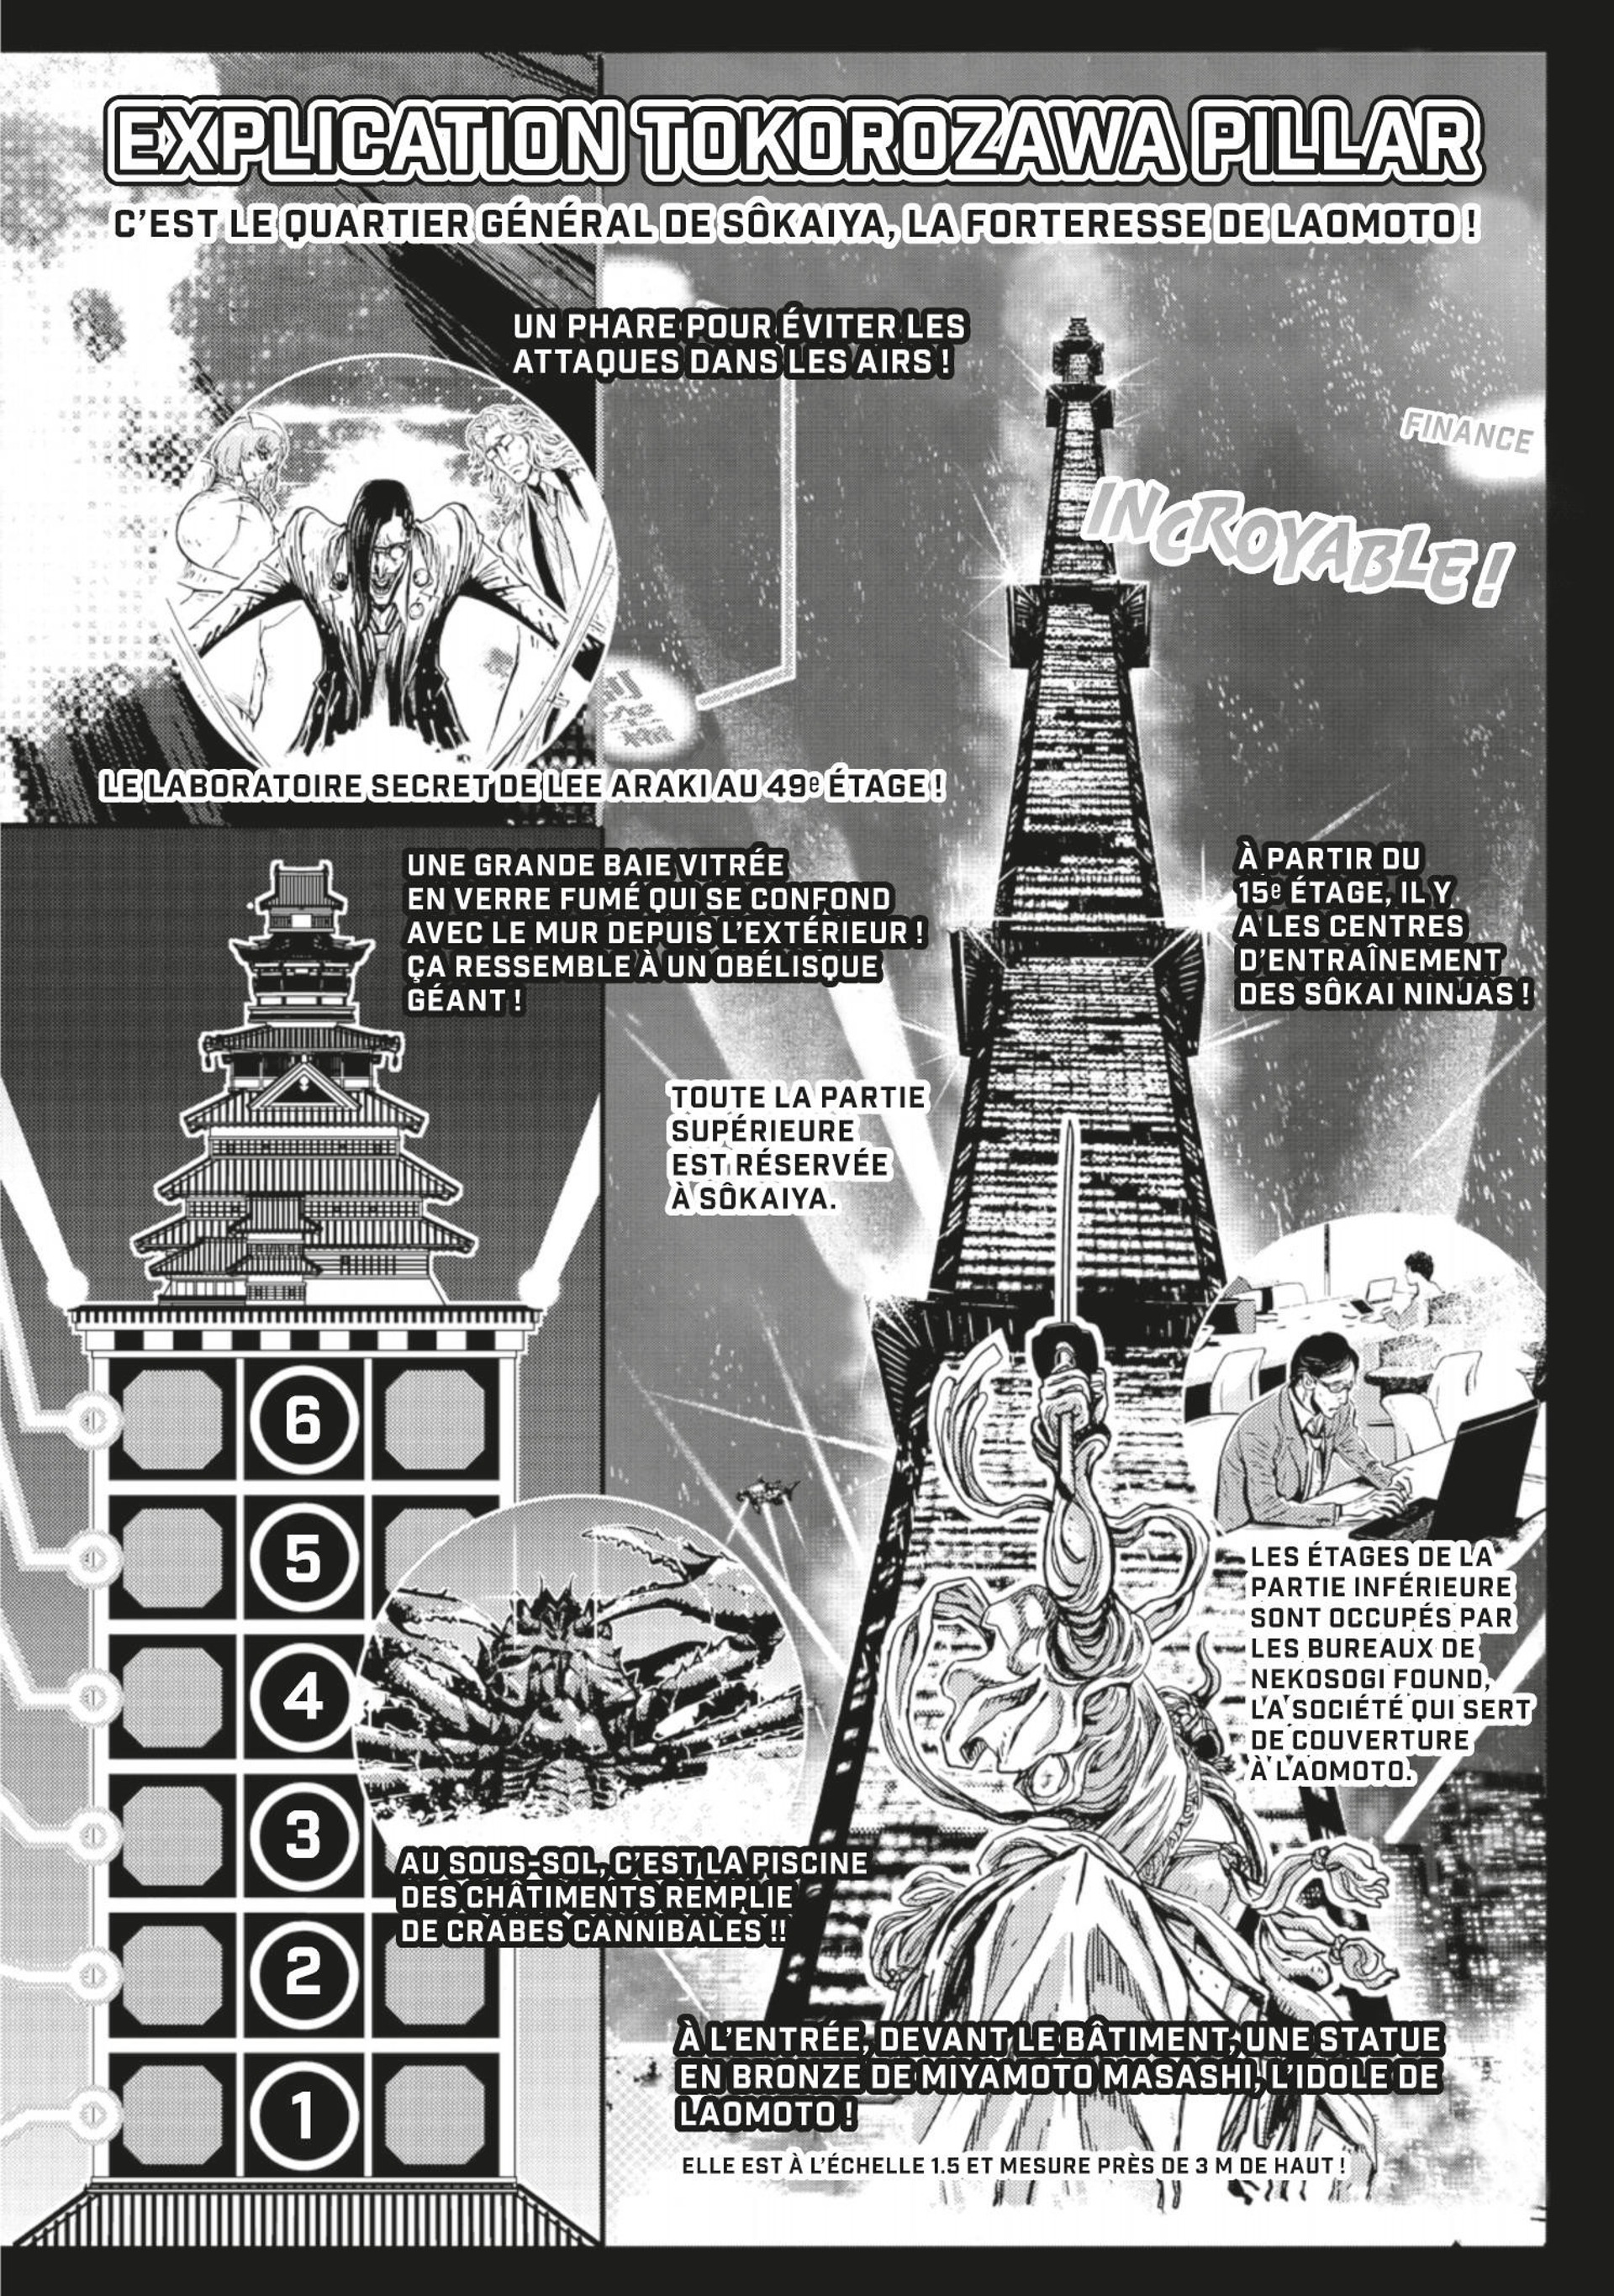 EXPLICATION TOKOROZAWA PILLAR
C'EST LE QUARTIER GÉNÉRAL DE SÔKAIYA, LA FORTERESSE DE LAOMOTO !
UN PHARE POUR ÉVITER LES
ATTAQUES DANS LES AIRS !
FINANCE
INCROYABLE !
LE LABORATOIRE SECRET DE LEE ARAKI AU 49e ÉTAGE !
UNE GRANDE BAIE VITRÉE
EN VERRE FUMÉ QUI SE CONFOND
AVEC LE MUR DEPUIS L'EXTÉRIEUR !
ÇA RESSEMBLE À UN OBÉLISQUE
GÉANT !
À PARTIR DU
15e ÉTAGE, IL Y
A LES CENTRES
D'ENTRAÎNEMENT
DES SÔKAI NINJAS !
TOUTE LA PARTIE
SUPÉRIEURE
EST RÉSERVÉE
À SÔKAIYA.
6
5
4
3
2
1
LES ÉTAGES DE LA
PARTIE INFÉRIEURE
SONT OCCUPÉS PAR
LES BUREAUX DE
NEKOSOGI FOUND,
LA SOCIÉTÉ QUI SERT
DE COUVERTURE
À LAOMOTO.
AU SOUS-SOL, C'EST LA PISCINE
DES CHÂTIMENTS REMPLIE
DE CRABES CANNIBALES !!
À L'ENTRÉE, DEVANT LE BÂTIMENT, UNE STATUE
EN BRONZE DE MIYAMOTO MASASHI, L'IDOLE DE
LAOMOTO !
ELLE EST À L'ÉCHELLE 1.5 ET MESURE PRÈS DE 3 M DE HAUT !